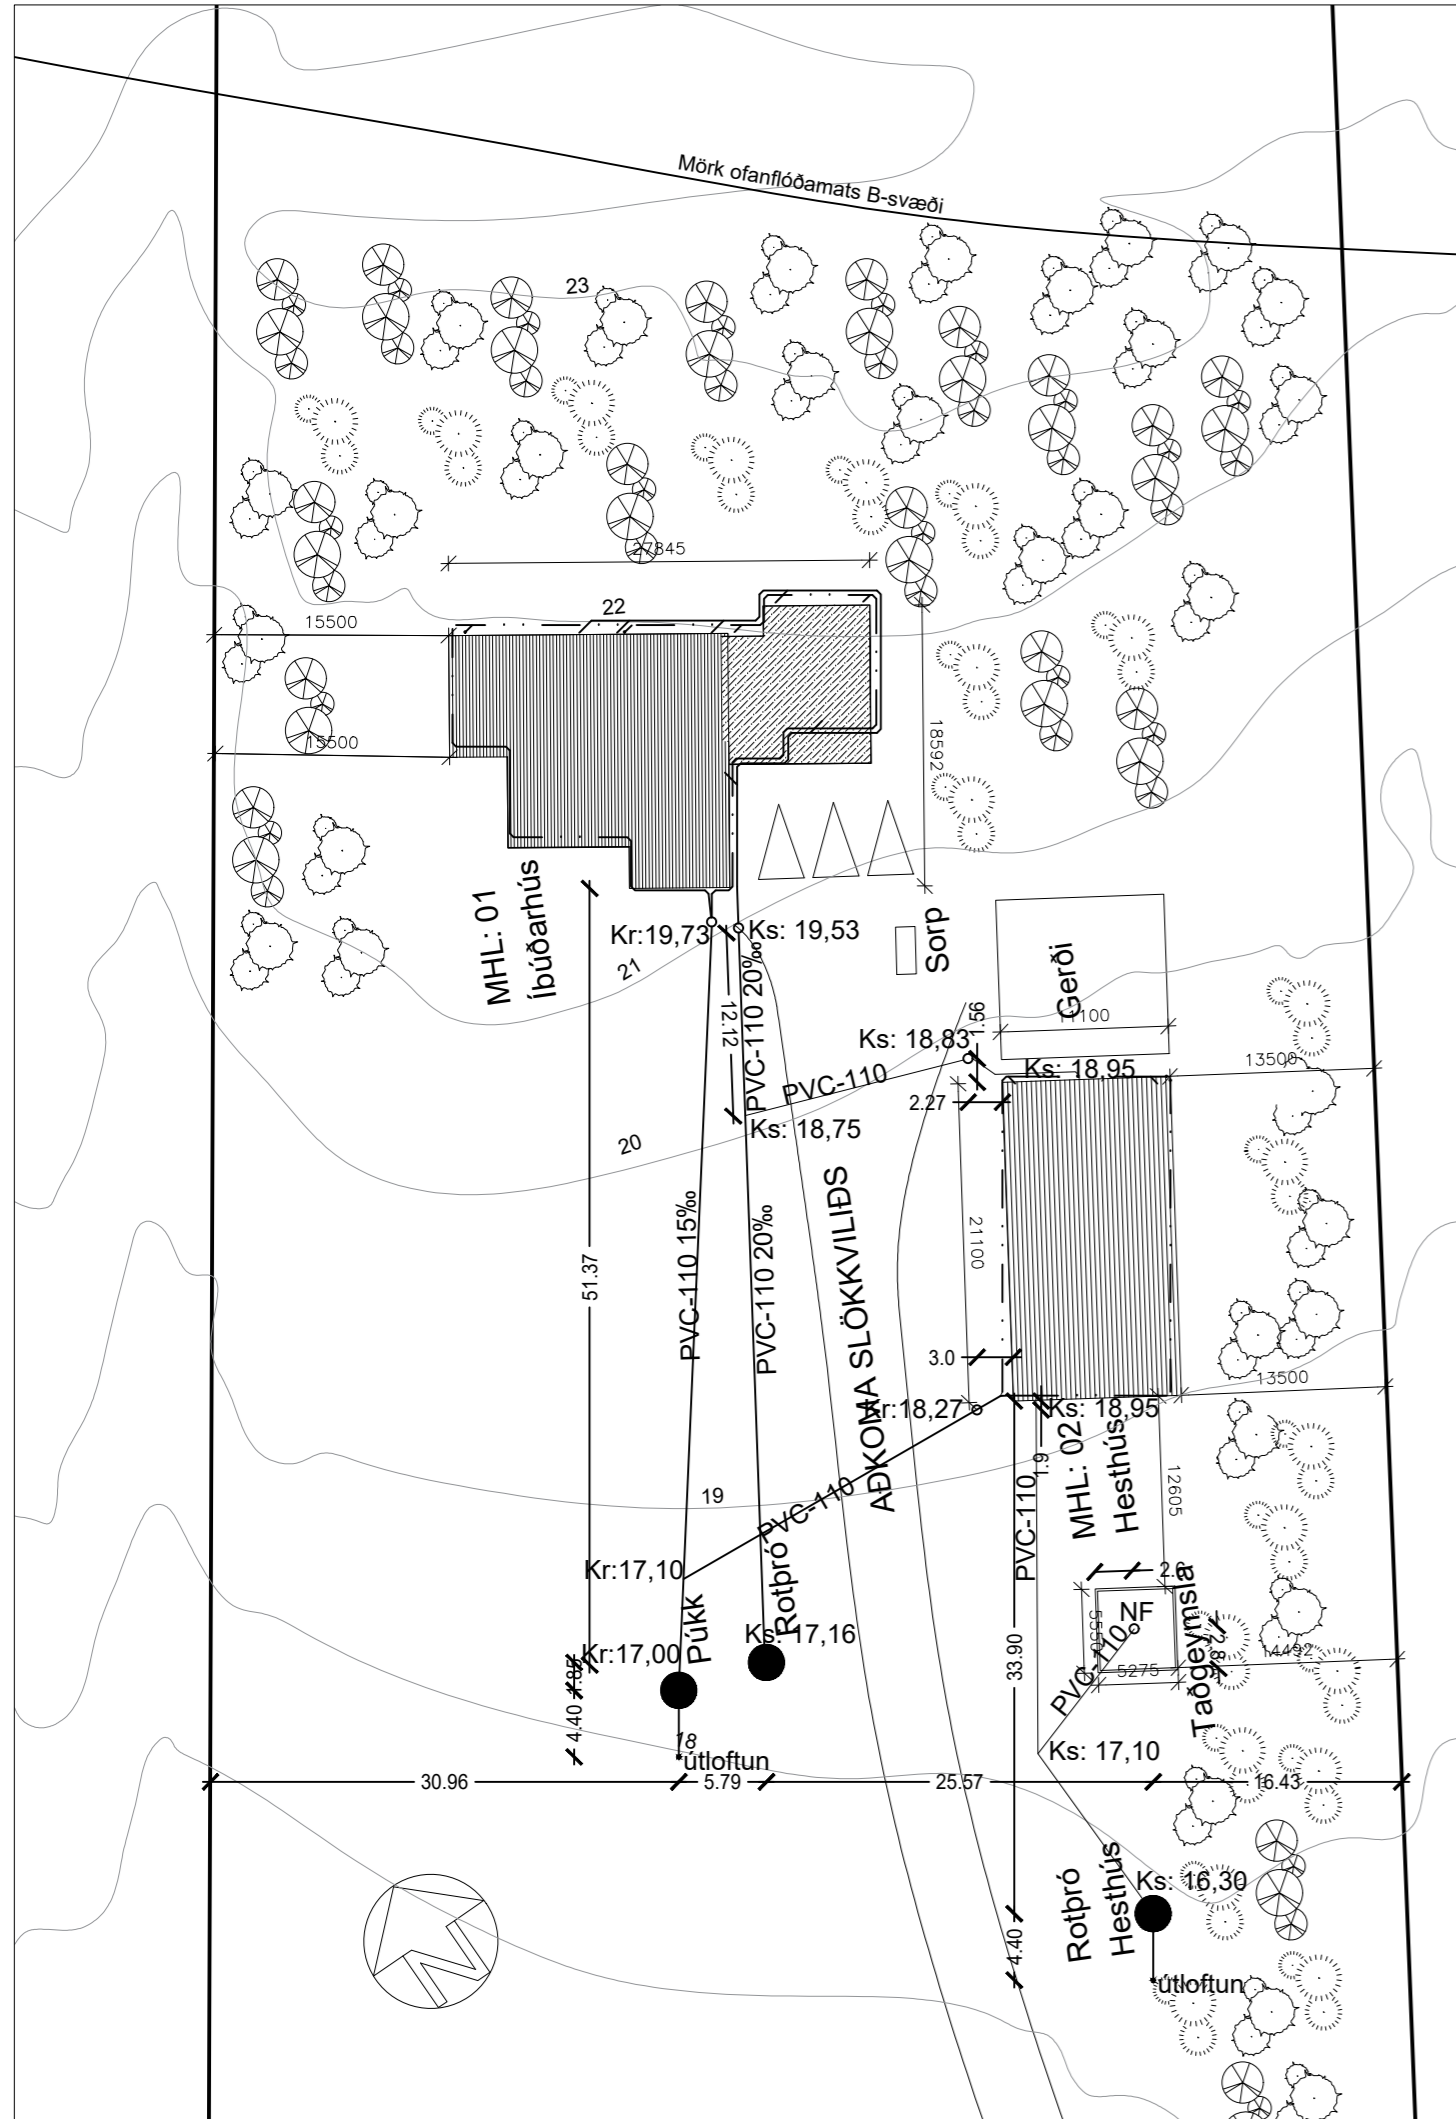 Mörk ofanflóðamats B-svæði
23
27845
22
15500
15500
18592
MHL: 01
Íbúðarhús
Kr:19,73
Ks: 19,53
Sorp
Gerði
11100
21
12.12
PVC-110 20‰
Ks: 18,83
1.56
Ks: 18,95
13500
PVC-110
2.27
Ks: 18,75
20
PVC-110 15‰
PVC-110 20‰
AÐKOMA SLÖKKVILIÐS
21100
51.37
3.0
13500
Kr:18,27
Ks: 18,95
1.9
MHL: 02
Hesthús
12605
19
PVC-110
PVC-110
Kr:17,10
Púkk
Rotþró
Ks: 17,16
Kr:17,00
1.85
4.40
18
útloftun
33.90
NF
5550
5275
14492
PVC-110
Taðgeymsla
Ks: 17,10
30.96
5.79
25.57
16.43
Rotþró
Hesthús
Ks: 16,30
4.40
útloftun
N